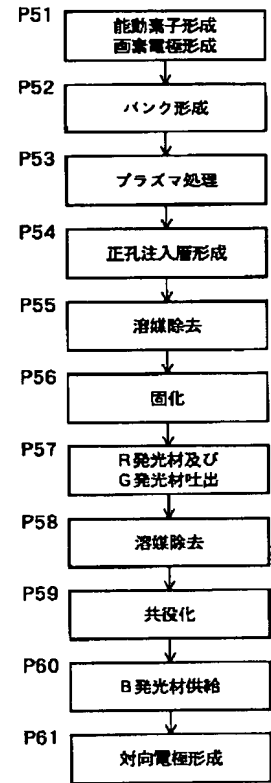 P51
能動素子形成
画素電極形成
P52
バンク形成
P53
プラズマ処理
P54
正孔注入層形成
P55
溶媒除去
P56
固化
P57
R発光材及び
G発光材吐出
P58
溶媒除去
P59
共役化
P60
B発光材供給
P61
対向電極形成